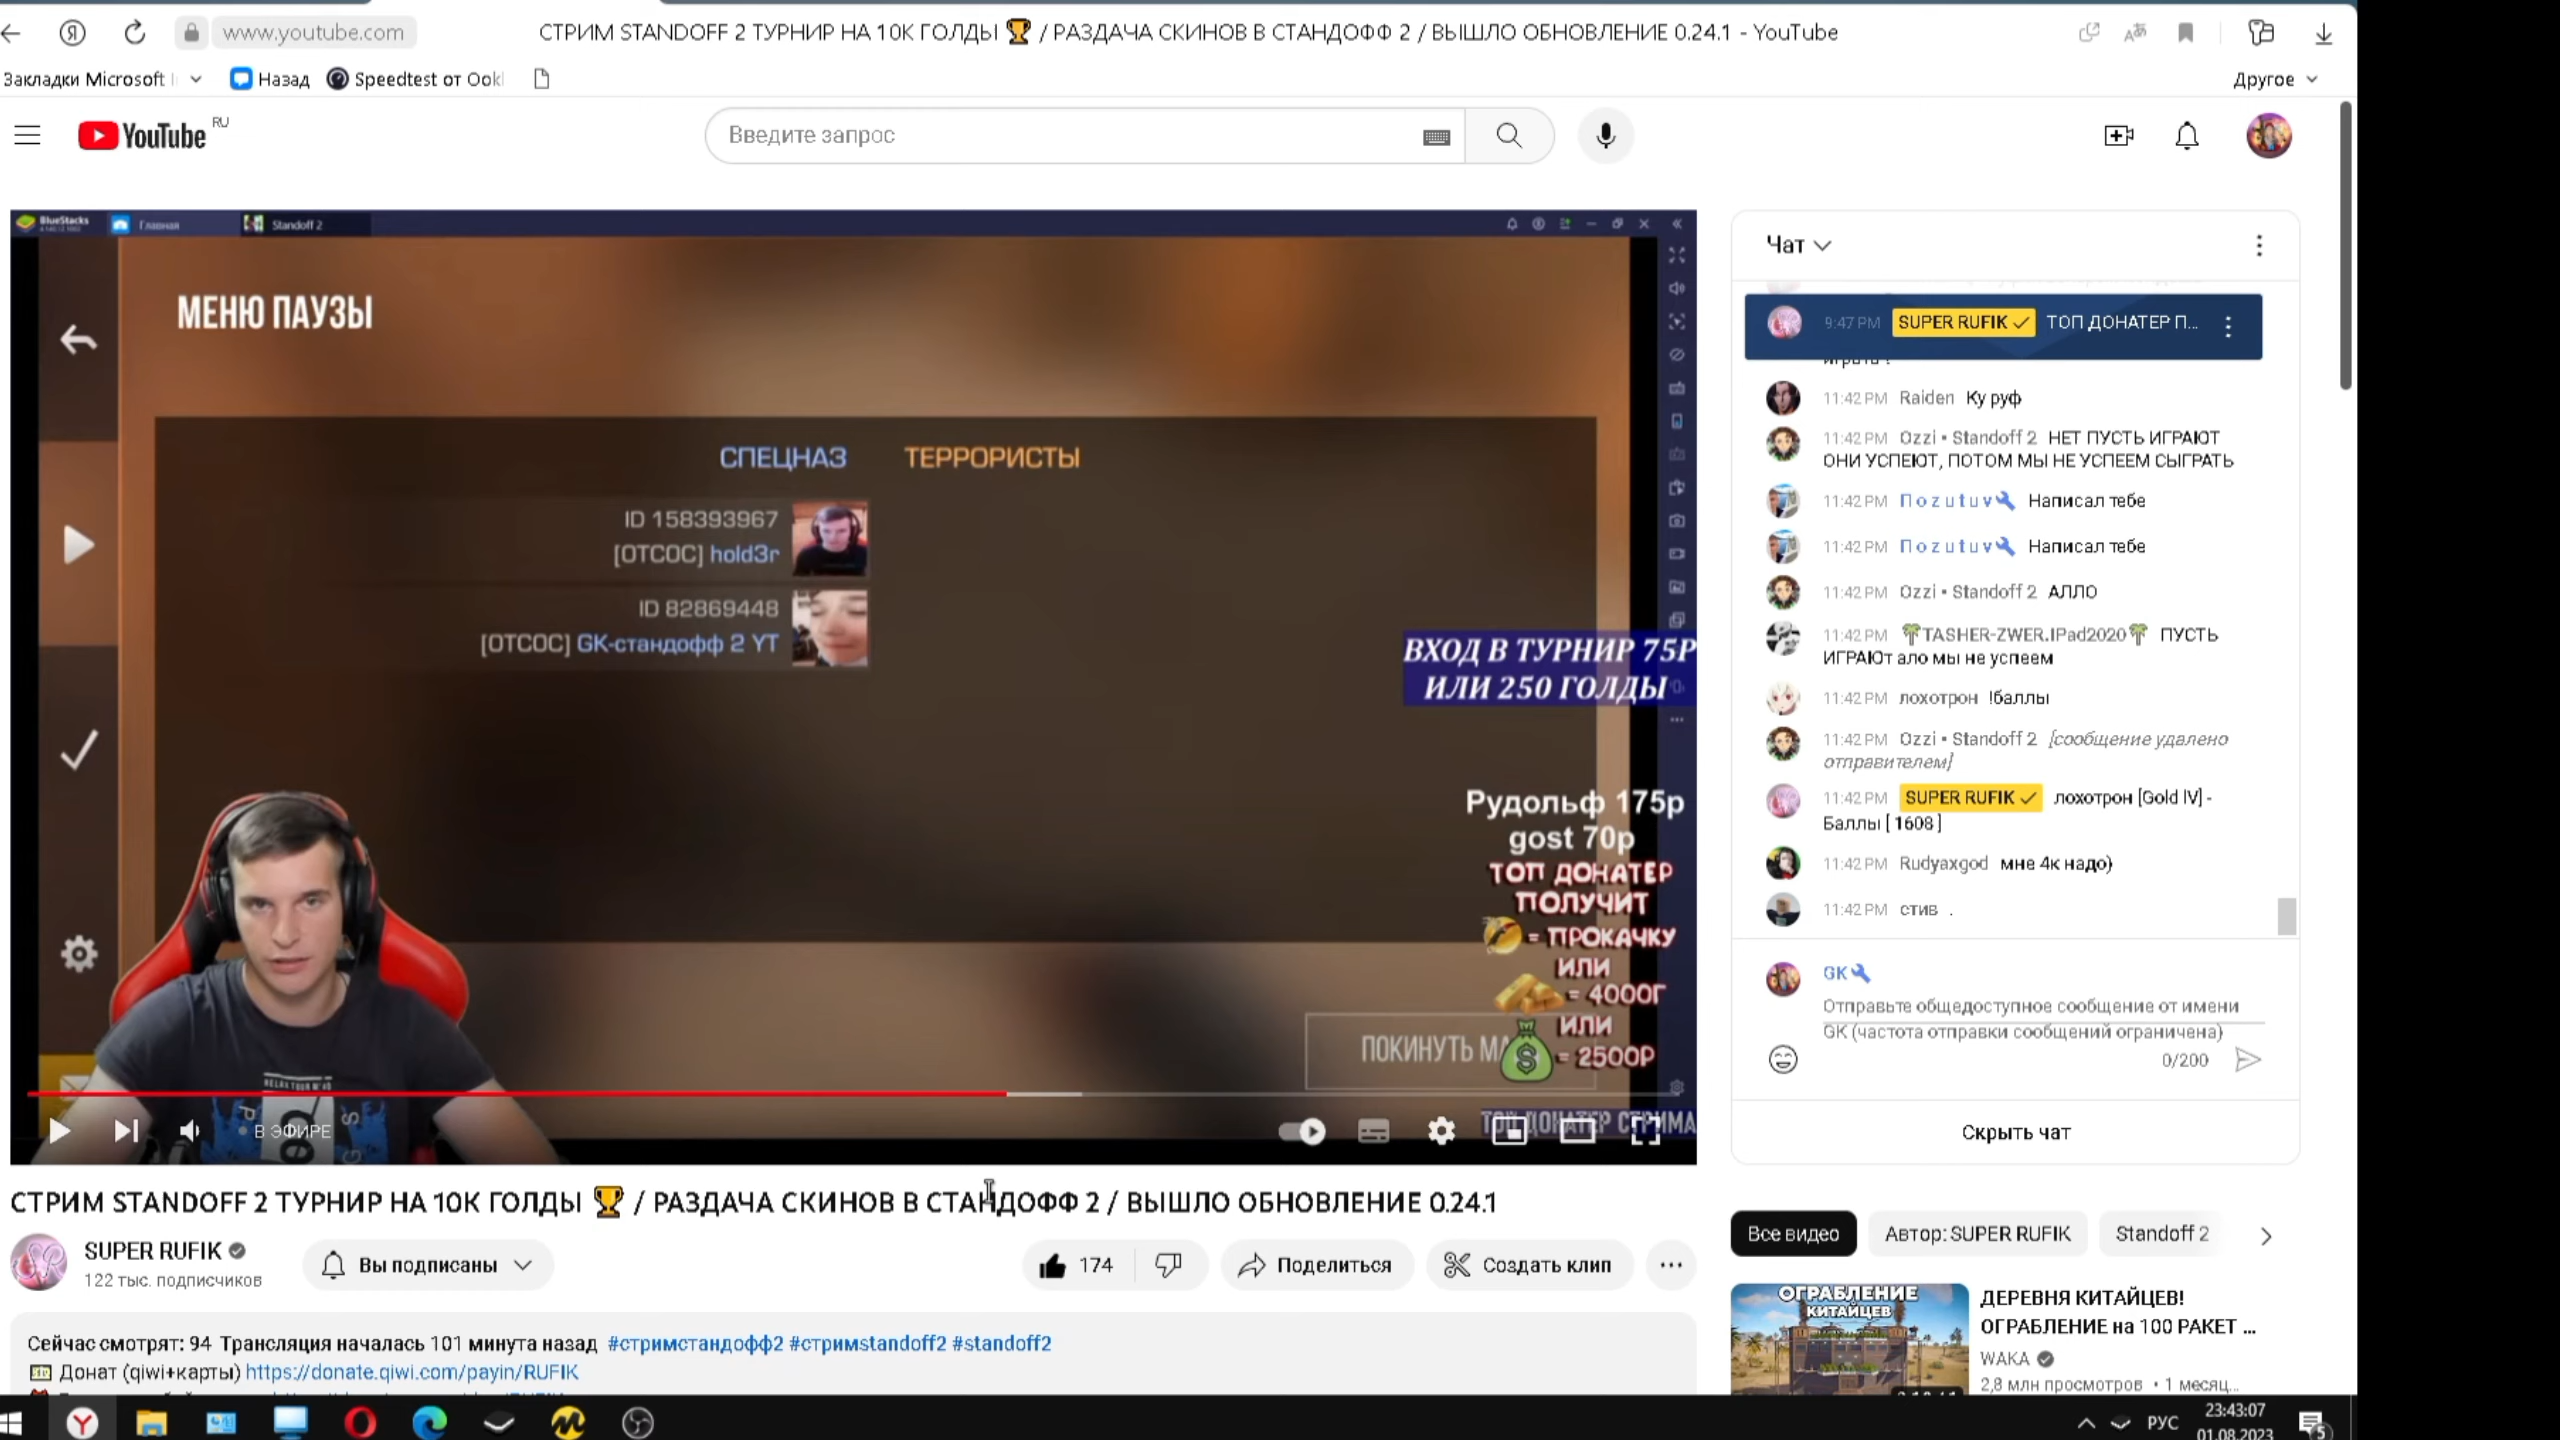 www.youtube.com
СТРИМ STANDOFF 2 ТУРНИР НА 10К ГОЛДЫ 🏆 / РАЗДАЧА СКИНОВ В СТАНДОФФ 2 / ВЫШЛО ОБНОВЛЕНИЕ 0.24.1 - YouTube
Закладки Microsoft
Назад
Speedtest от Ookl
Другое
YouTube RU
Введите запрос
BlueStacks
Главная
Standoff 2
МЕНЮ ПАУЗЫ
СПЕЦНАЗ
ТЕРРОРИСТЫ
ID 158393967
[ОТСОС] hold3r
ID 82869448
[ОТСОС] GK-стандофф 2 YT
ВХОД В ТУРНИР 75Р
ИЛИ 250 ГОЛДЫ
Рудольф 175р
gost 70р
ТОП ДОНАТЕР
ПОЛУЧИТ
= ПРОКАЧКУ
ИЛИ
= 4000Г
ИЛИ
= 2500Р
ПОКИНУТЬ МА
ТОП ДОНАТЕР СТРИМА
В ЭФИРЕ
Чат
9:47 PM SUPER RUFIK ✓ ТОП ДОНАТЕР П...
11:42 PM Raiden Ку руф
11:42 PM Ozzi • Standoff 2 НЕТ ПУСТЬ ИГРАЮТ
ОНИ УСПЕЮТ, ПОТОМ МЫ НЕ УСПЕЕМ СЫГРАТЬ
11:42 PM П o z u t u v Написал тебе
11:42 PM П o z u t u v Написал тебе
11:42 PM Ozzi • Standoff 2 АЛЛО
11:42 PM 🌴TASHER-ZWER.IPad2020🌴 ПУСТЬ
ИГРАЮт ало мы не успеем
11:42 PM лохотрон !баллы
11:42 PM Ozzi • Standoff 2 [сообщение удалено
отправителем]
11:42 PM SUPER RUFIK ✓ лохотрон [Gold IV] -
Баллы [ 1608 ]
11:42 PM Rudyaxgod мне 4к надо)
11:42 PM стив .
GK
Отправьте общедоступное сообщение от имени
GK (частота отправки сообщений ограничена)
0/200
Скрыть чат
СТРИМ STANDOFF 2 ТУРНИР НА 10К ГОЛДЫ 🏆 / РАЗДАЧА СКИНОВ В СТАНДОФФ 2 / ВЫШЛО ОБНОВЛЕНИЕ 0.24.1
SUPER RUFIK
122 тыс. подписчиков
Вы подписаны
174
Поделиться
Создать клип
Сейчас смотрят: 94 Трансляция началась 101 минута назад #стримстандофф2 #стримstandoff2 #standoff2
Донат (qiwi+карты) https://donate.qiwi.com/payin/RUFIK
Все видео
Автор: SUPER RUFIK
Standoff 2
ОГРАБЛЕНИЕ
КИТАЙЦЕВ
ДЕРЕВНЯ КИТАЙЦЕВ!
ОГРАБЛЕНИЕ на 100 РАКЕТ ...
WAKA
2,8 млн просмотров • 1 месяц...
РУС
23:43:07
01.08.2023
5